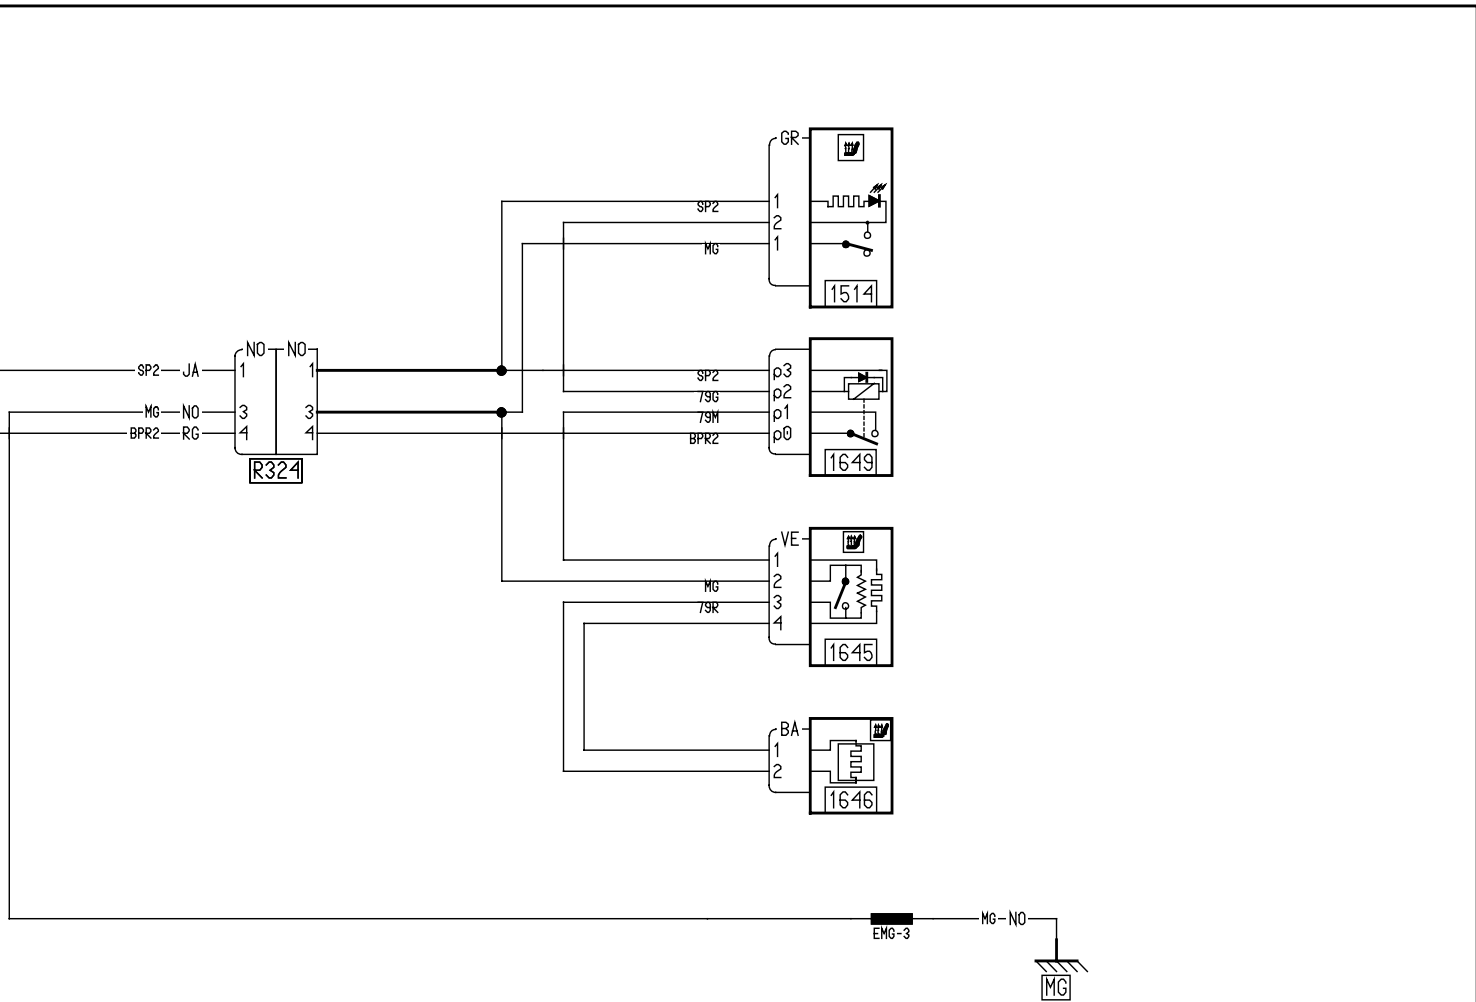 GR
SP2 1
2
MG 1
1514
NO NO
SP2 JA 1 1
MG NO 3 3
BPR2 RG 4 4
R324
SP2 p3
79G p2
79M p1
BPR2 p0
1649
VE
1
MG 2
79R 3
4
1645
BA
1
2
1646
EMG-3
MG NO
MG